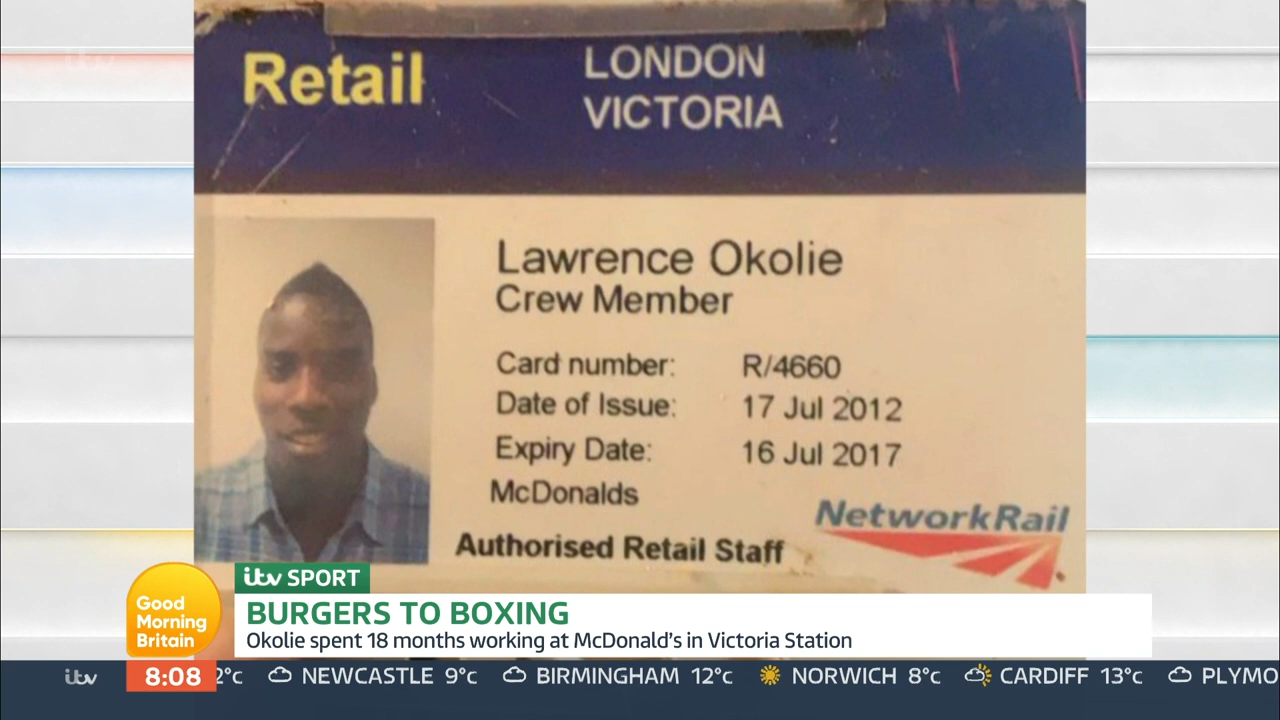 itv
Retail
LONDON
VICTORIA
Lawrence Okolie
Crew Member
Card number: R/4660
Date of Issue: 17 Jul 2012
Expiry Date: 16 Jul 2017
McDonalds
NetworkRail
Authorised Retail Staff
itv SPORT
Good
Morning
Britain
BURGERS TO BOXING
Okolie spent 18 months working at McDonald's in Victoria Station
itv 8:08 2°c NEWCASTLE 9°c BIRMINGHAM 12°c NORWICH 8°c CARDIFF 13°c PLYMO